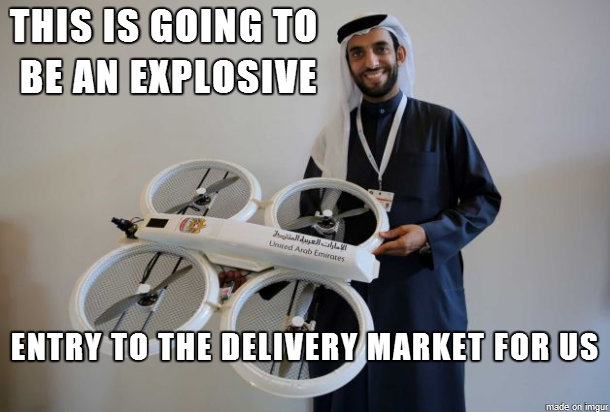 THIS IS GOING TO
BE AN EXPLOSIVE
الإمارات العربية المتحدة
United Arab Emirates
ENTRY TO THE DELIVERY MARKET FOR US
made on imgur